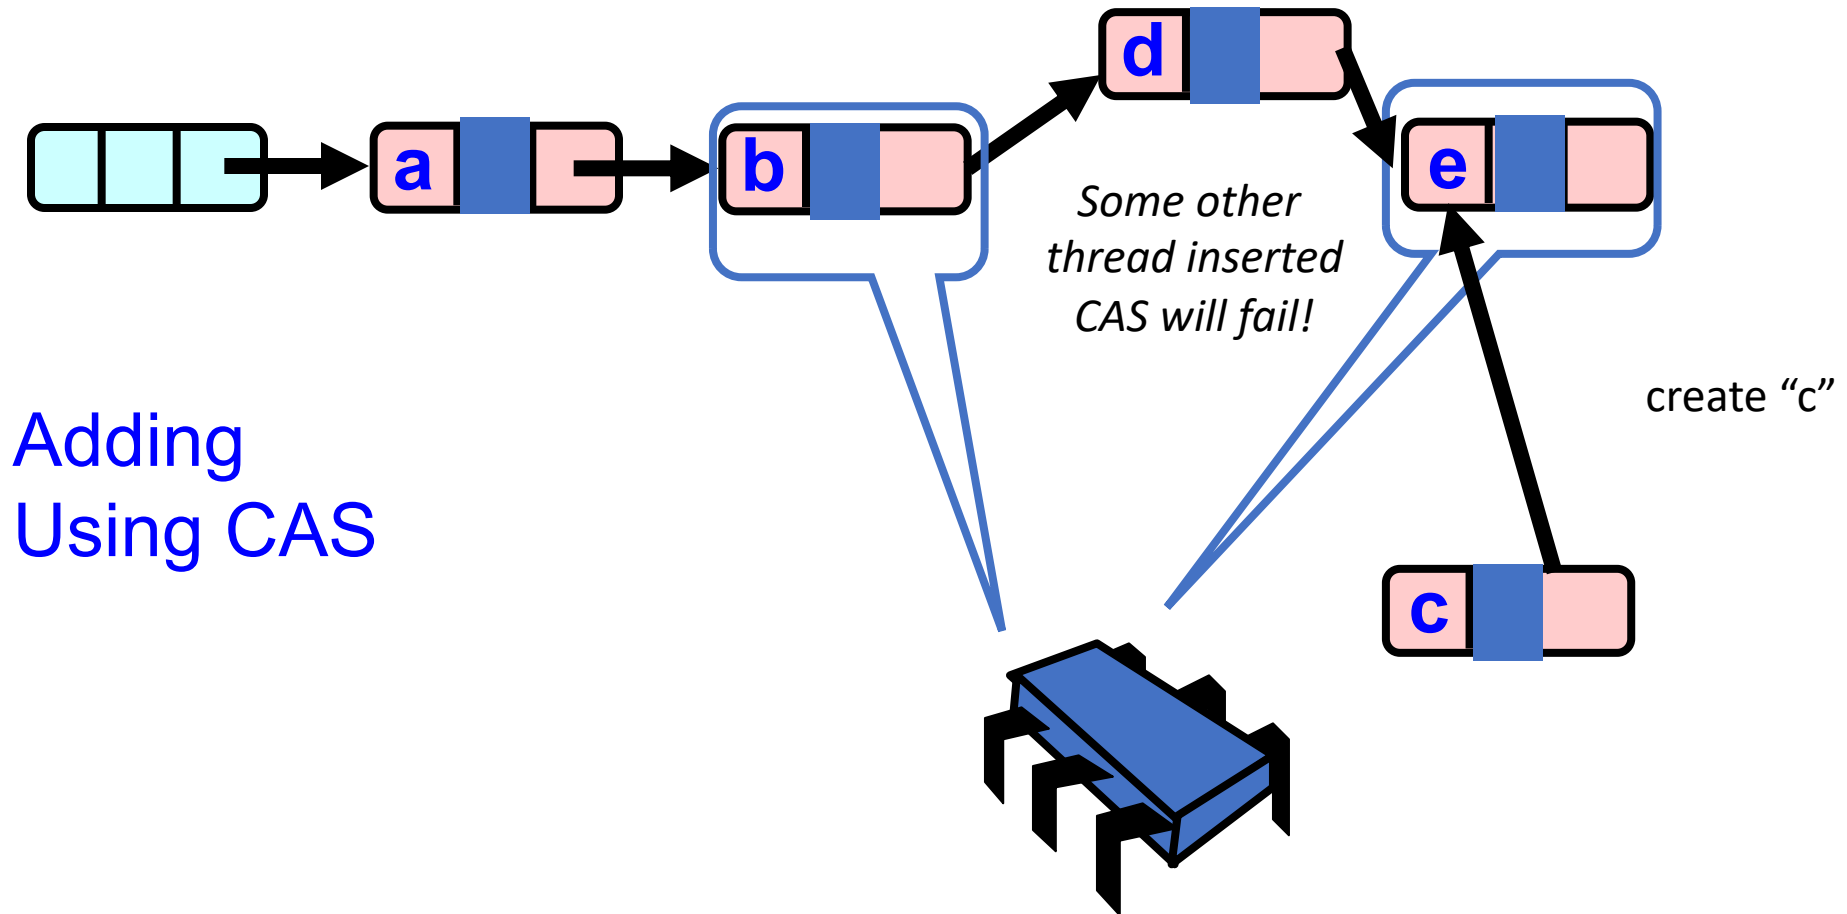 d
a
b
e
Some other
thread inserted
CAS will fail!
create “c”
Adding
Using CAS
c